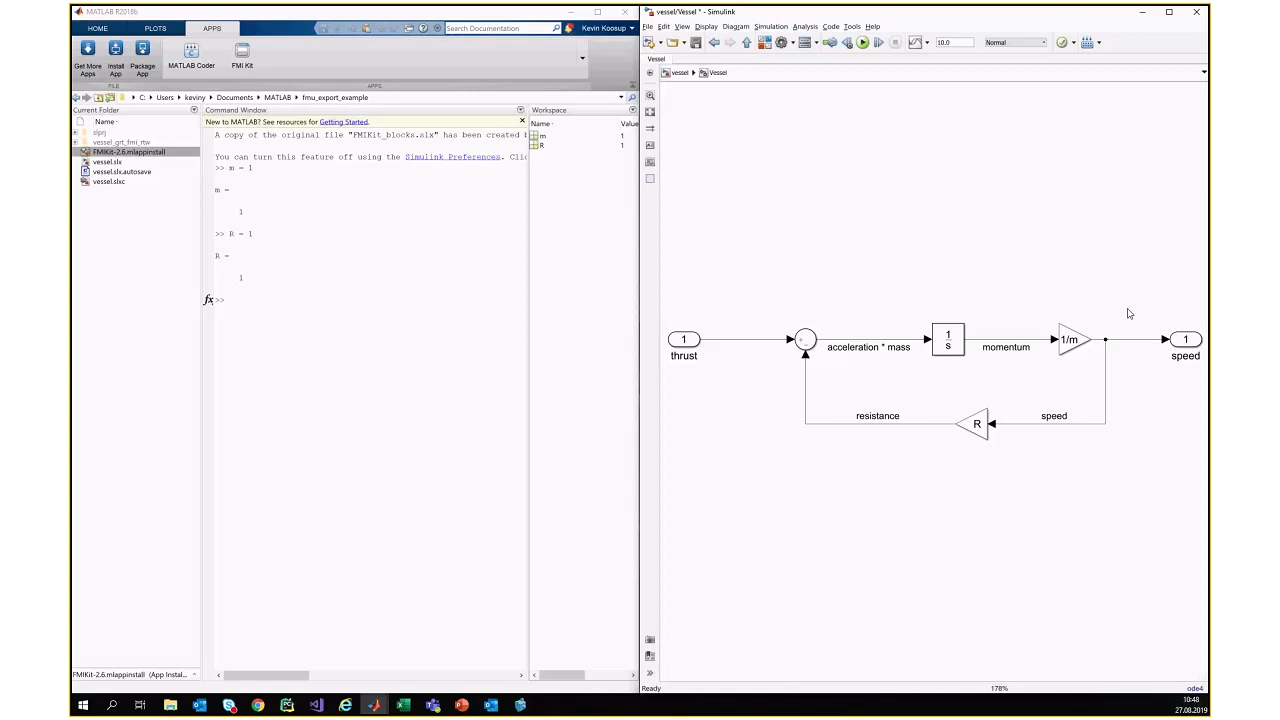 MATLAB R2018b
HOME PLOTS APPS Search Documentation Kevin Koosup
Get More Apps
Install App
Package App
MATLAB Coder
FMI Kit
FILE
APPS
C: Users keviny Documents MATLAB fmu_export_example
Current Folder
Name
slprj
vessel_grt_fmi_rtw
FMIKit-2.6.mlappinstall
vessel.slx
vessel.slx.autosave
vessel.slxc
FMIKit-2.6.mlappinstall (App Instal...
Command Window
New to MATLAB? See resources for Getting Started.
A copy of the original file "FMIKit_blocks.slx" has been created
You can turn this feature off using the Simulink Preferences. Clic
>> m = 1
m =
1
>> R = 1
R =
1
fx >>
Workspace
Name Value
m 1
R 1
vessel/Vessel * - Simulink
File Edit View Display Diagram Simulation Analysis Code Tools Help
10.0 Normal
Vessel
vessel Vessel
1
thrust
+
-
acceleration * mass
1
s
momentum
1/m
1
speed
resistance
R
speed
Ready 178% ode4
10:48
27.08.2019